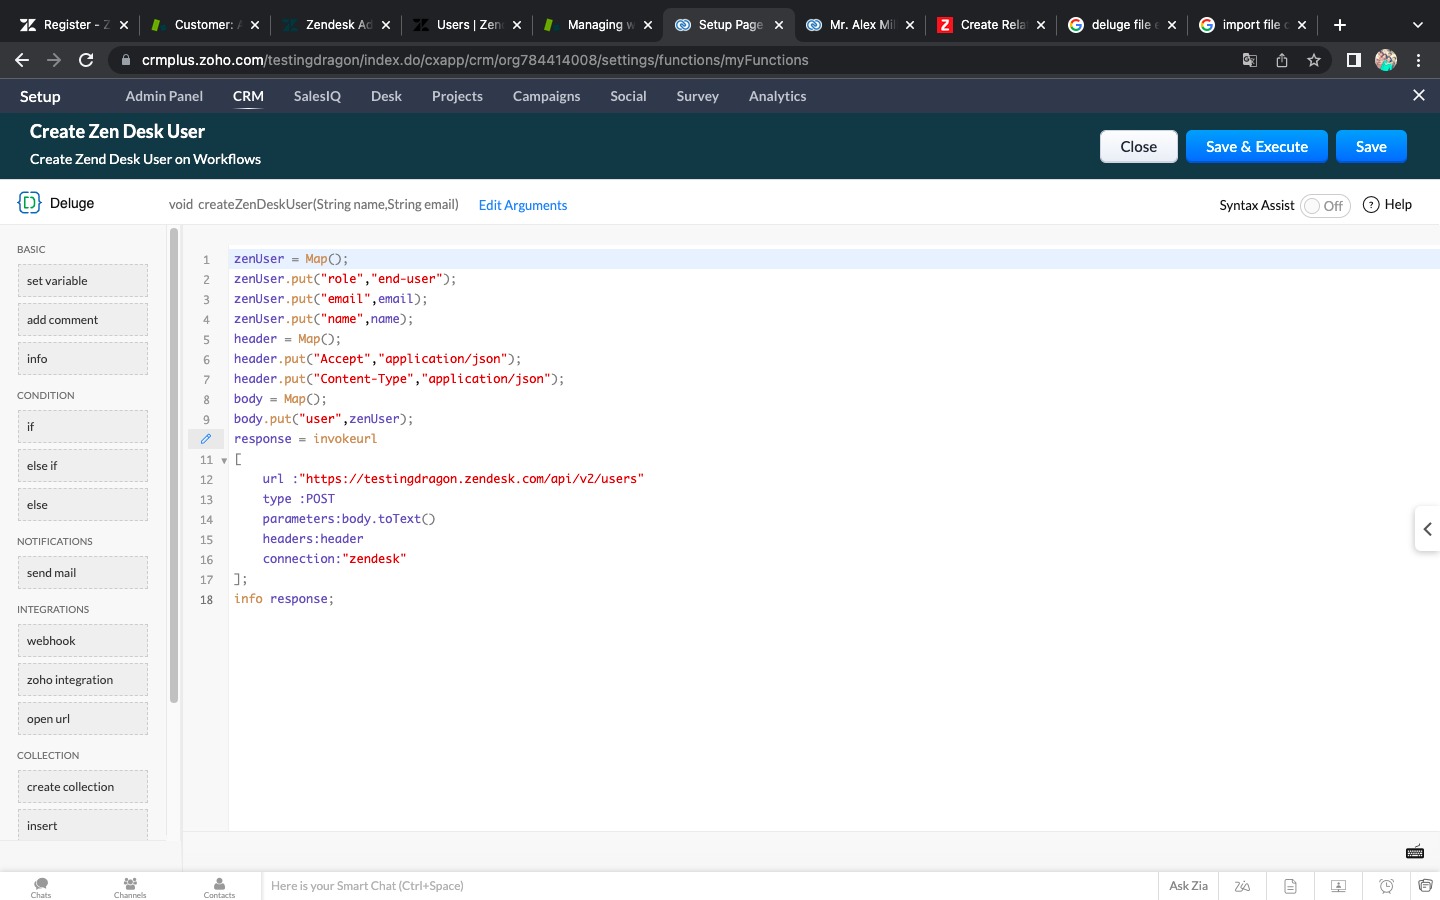 Register - Z
Customer: A
Zendesk Ad
Users | Zen
Managing w
Setup Page
Mr. Alex Mil
Create Rela
deluge file e
import file c
crmplus.zoho.com/testingdragon/index.do/cxapp/crm/org784414008/settings/functions/myFunctions
Setup
Admin Panel
CRM
SalesIQ
Desk
Projects
Campaigns
Social
Survey
Analytics
Create Zen Desk User
Create Zend Desk User on Workflows
Close
Save & Execute
Save
Deluge
void createZenDeskUser(String name,String email)
Edit Arguments
Syntax Assist
Off
Help
BASIC
set variable
add comment
info
CONDITION
if
else if
else
NOTIFICATIONS
send mail
INTEGRATIONS
webhook
zoho integration
open url
COLLECTION
create collection
insert
1 zenUser = Map();
2 zenUser.put("role","end-user");
3 zenUser.put("email",email);
4 zenUser.put("name",name);
5 header = Map();
6 header.put("Accept","application/json");
7 header.put("Content-Type","application/json");
8 body = Map();
9 body.put("user",zenUser);
response = invokeurl
11 [
12 url :"https://testingdragon.zendesk.com/api/v2/users"
13 type :POST
14 parameters:body.toText()
15 headers:header
16 connection:"zendesk"
17 ];
18 info response;
Chats
Channels
Contacts
Here is your Smart Chat (Ctrl+Space)
Ask Zia